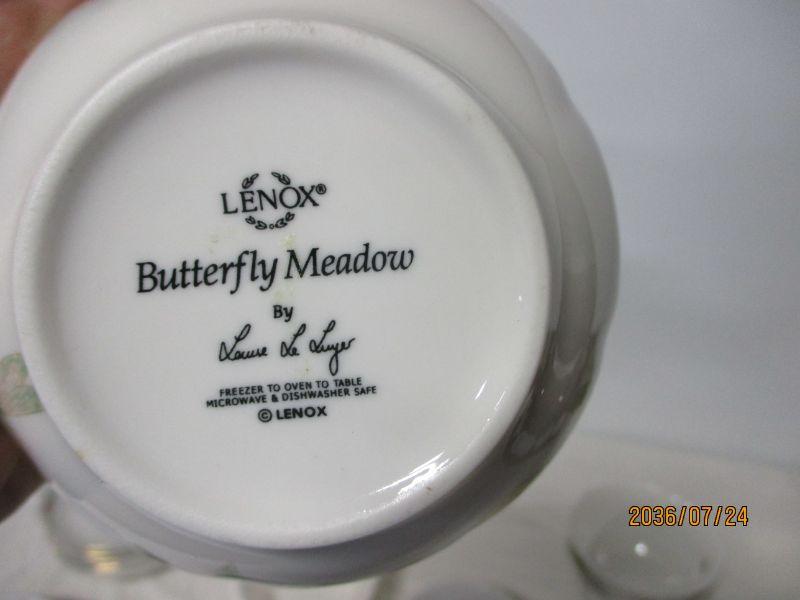 LENOX®
Butterfly Meadow
By
Louise Le Luyer
FREEZER TO OVEN TO TABLE
MICROWAVE & DISHWASHER SAFE
© LENOX
2036/07/24